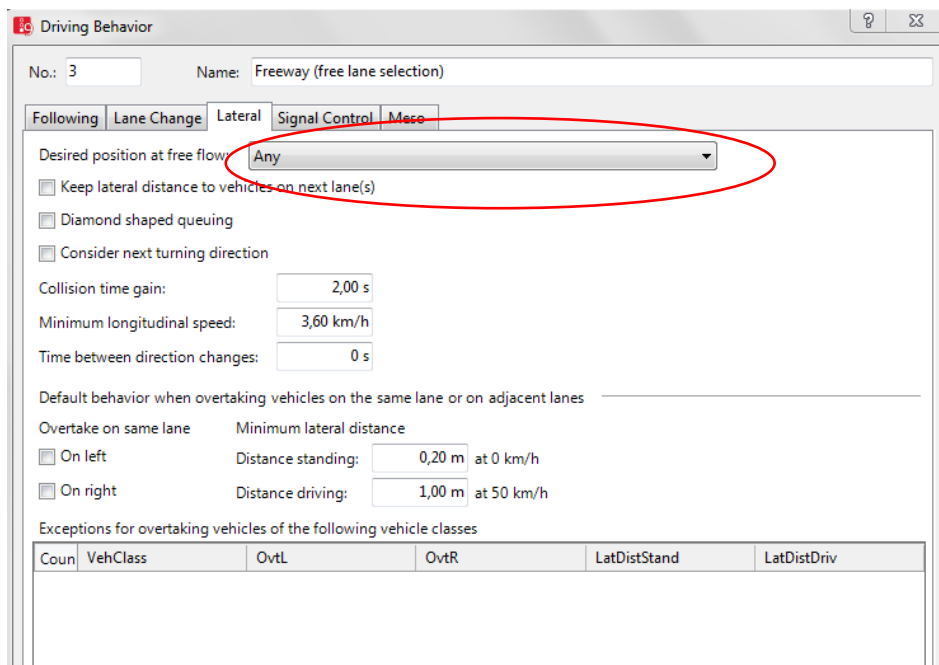 Driving Behavior
No.: 3 Name: Freeway (free lane selection)
Following Lane Change Lateral Signal Control Meso
Desired position at free flow: Any
Keep lateral distance to vehicles on next lane(s)
Diamond shaped queuing
Consider next turning direction
Collision time gain: 2,00 s
Minimum longitudinal speed: 3,60 km/h
Time between direction changes: 0 s
Default behavior when overtaking vehicles on the same lane or on adjacent lanes
Overtake on same lane Minimum lateral distance
On left Distance standing: 0,20 m at 0 km/h
On right Distance driving: 1,00 m at 50 km/h
Exceptions for overtaking vehicles of the following vehicle classes
Coun VehClass OvtL OvtR LatDistStand LatDistDriv